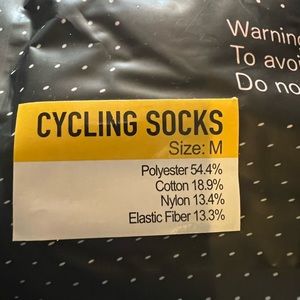 Warning
To avoi
Do no
CYCLING SOCKS
Size: M
Polyester 54.4%
Cotton 18.9%
Nylon 13.4%
Elastic Fiber 13.3%